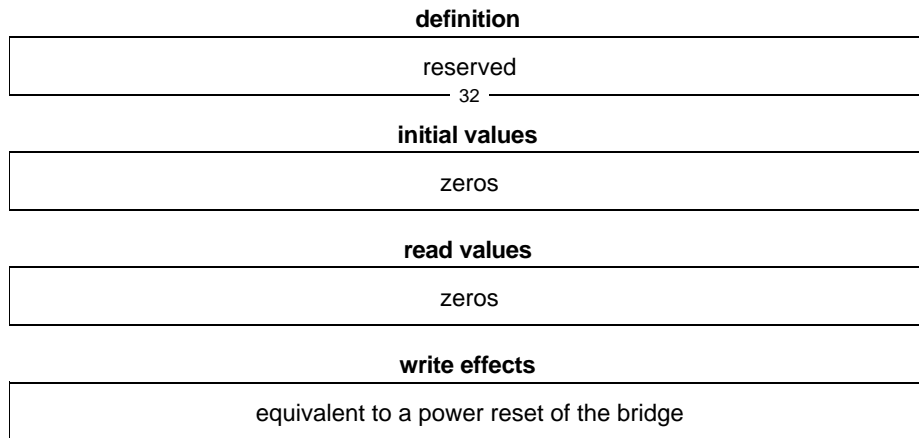 definition
reserved
32
initial values
zeros
read values
zeros
write effects
equivalent to a power reset of the bridge